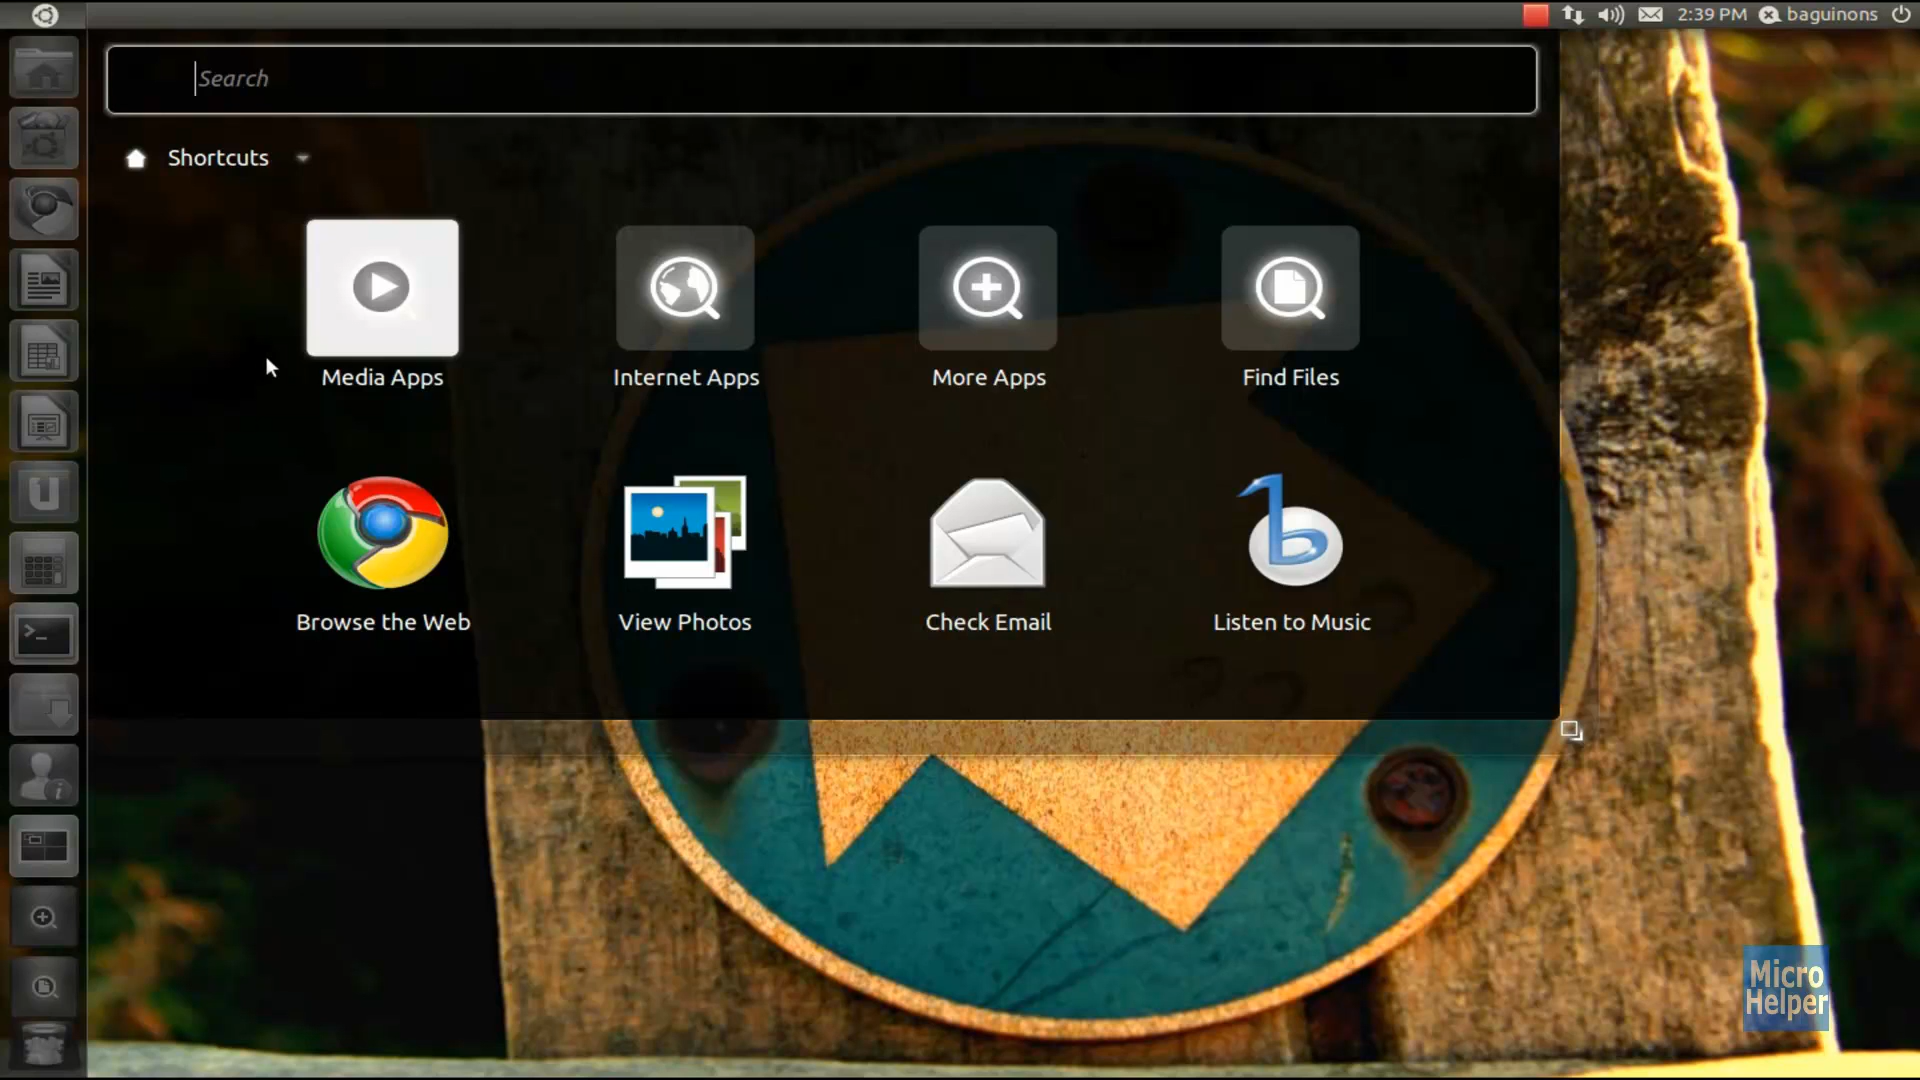 2:39 PM baguinons
Search
Shortcuts
Media Apps
Internet Apps
More Apps
Find Files
Browse the Web
View Photos
Check Email
Listen to Music
Micro
Helper